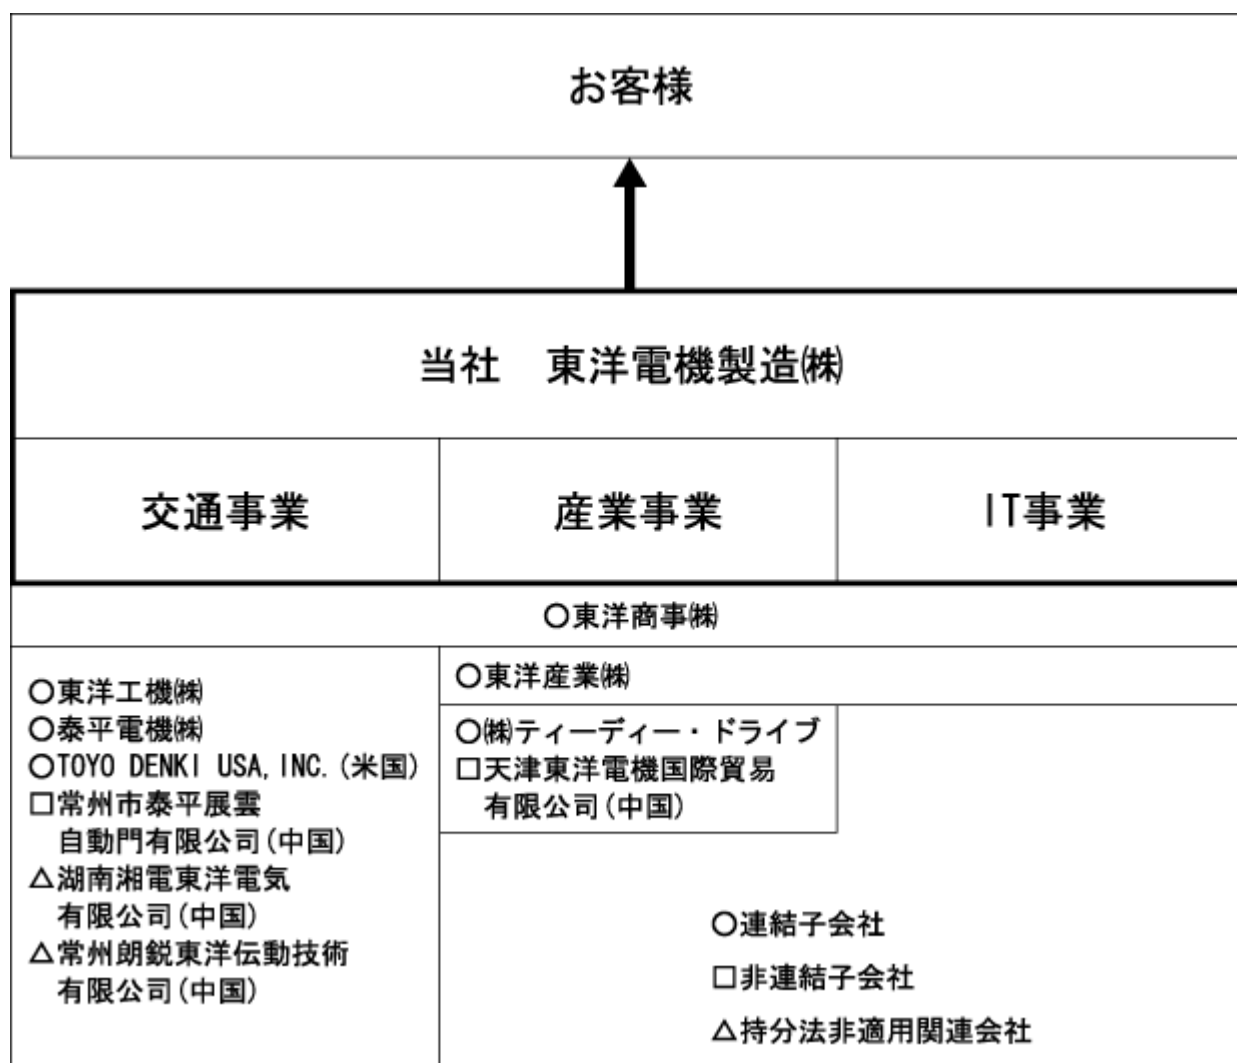 お客様
当社　東洋電機製造㈱
交通事業
産業事業
IT事業
○東洋商事㈱
○東洋工機㈱
○泰平電機㈱
○TOYO DENKI USA, INC. (米国)
□常州市泰平展雲
自動門有限公司(中国)
△湖南湘電東洋電気
有限公司(中国)
△常州朗鋭東洋伝動技術
有限公司(中国)
○東洋産業㈱
○㈱ティーディー・ドライブ
□天津東洋電機国際貿易
有限公司(中国)
○連結子会社
□非連結子会社
△持分法非適用関連会社